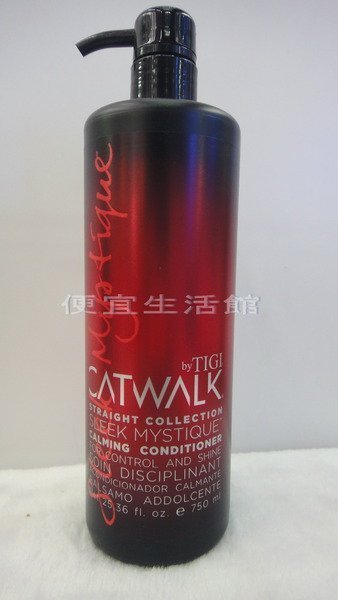 Mystique
便宜生活館
by TIGI
CATWALK
STRAIGHT COLLECTION
SLEEK MYSTIQUE
CALMING CONDITIONER
FOR CONTROL AND SHINE
SOIN DISCIPLINANT
ACONDICIONADOR CALMANTE
BALSAMO ADDOLCENTE
25.36 fl. oz. e 750 ml